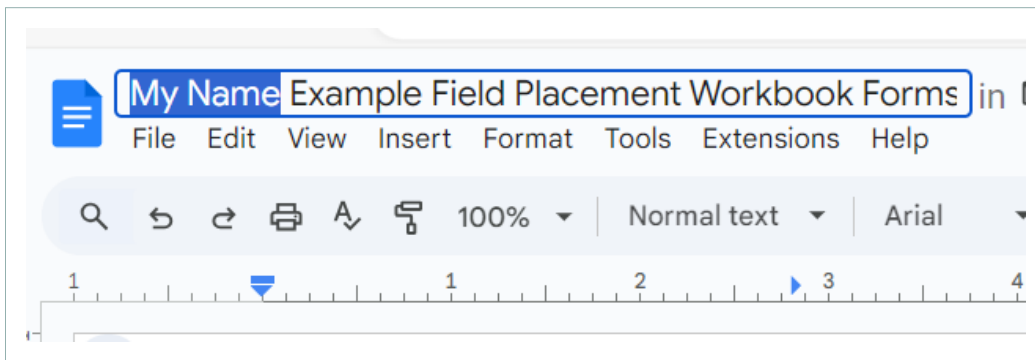 My Name Example Field Placement Workbook Forms in
File Edit View Insert Format Tools Extensions Help
100% Normal text Arial
1 1 2 3 4